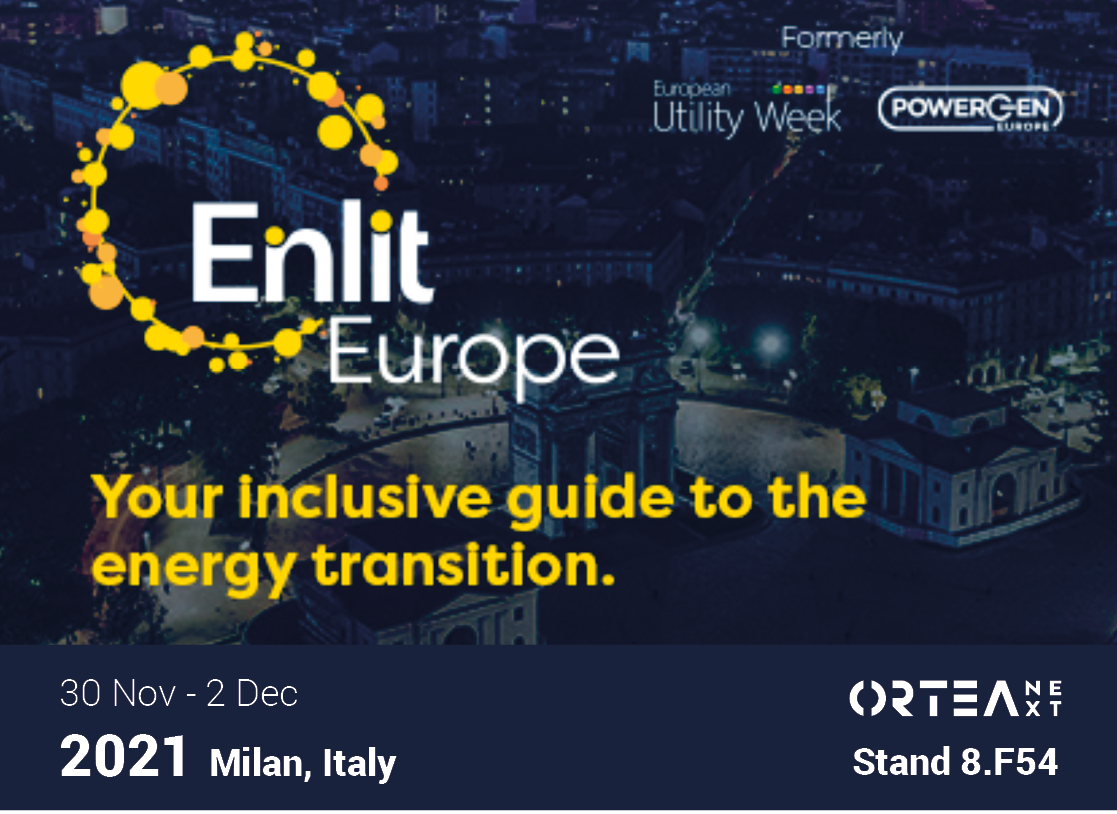 Formerly
European
Utility Week
POWERGEN
EUROPE
Enlit
Europe
Your inclusive guide to the
energy transition.
30 Nov - 2 Dec
2021 Milan, Italy
ORTEA NEXT
Stand 8.F54